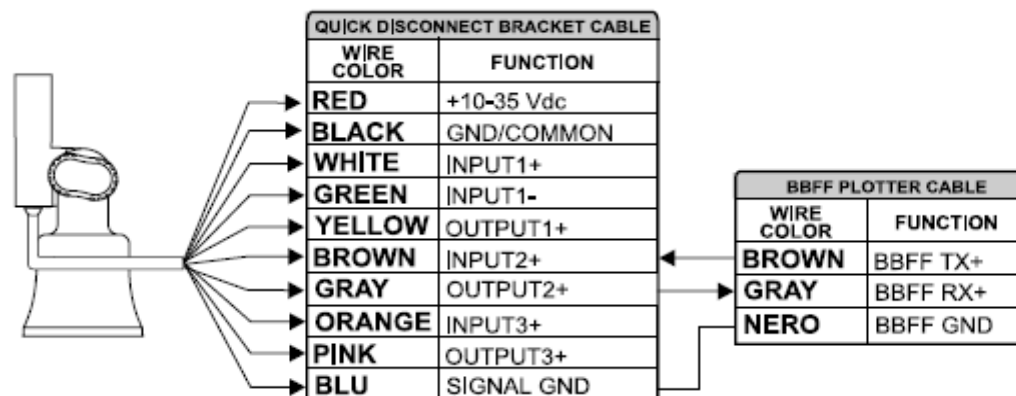 QUICK DISCONNECT BRACKET CABLE
WIRE COLOR FUNCTION
RED +10-35 Vdc
BLACK GND/COMMON
WHITE INPUT1+
GREEN INPUT1-
YELLOW OUTPUT1+
BROWN INPUT2+
GRAY OUTPUT2+
ORANGE INPUT3+
PINK OUTPUT3+
BLU SIGNAL GND
BBFF PLOTTER CABLE
WIRE COLOR FUNCTION
BROWN BBFF TX+
GRAY BBFF RX+
NERO BBFF GND